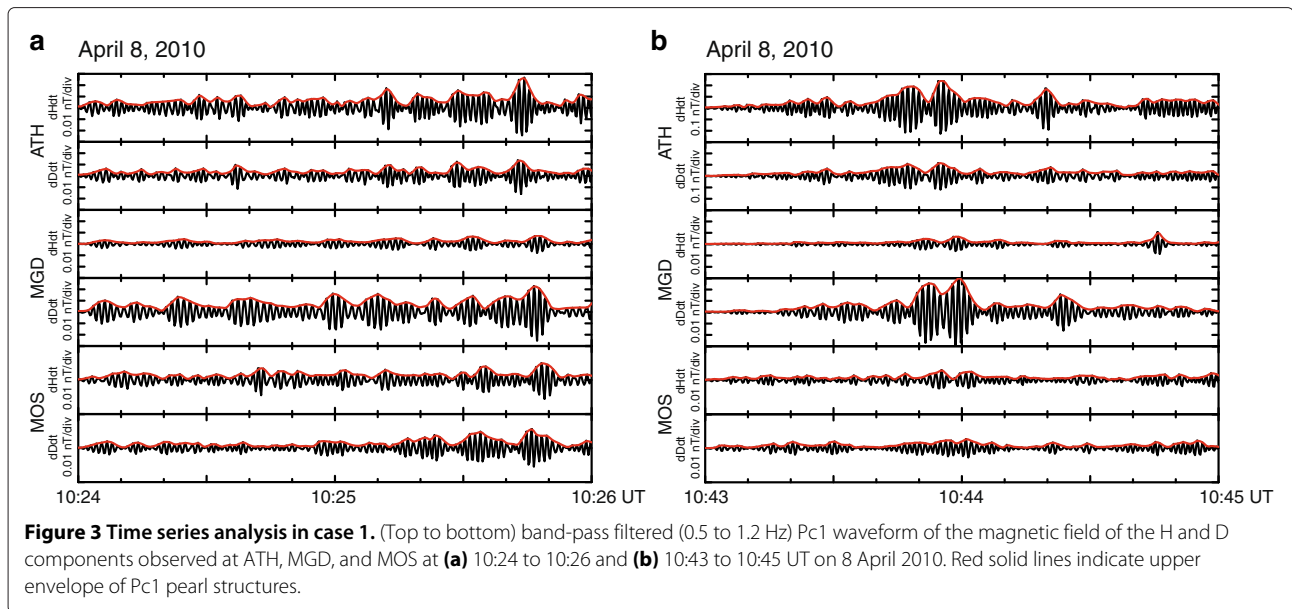 a
April 8, 2010
ATH
dHdt
0.01 nT/div
dDdt
0.01 nT/div
MGD
dHdt
0.01 nT/div
dDdt
0.01 nT/div
MOS
dHdt
0.01 nT/div
dDdt
0.01 nT/div
10:24 10:25 10:26 UT
b
April 8, 2010
ATH
dHdt
0.1 nT/div
dDdt
0.1 nT/div
MGD
dHdt
0.01 nT/div
dDdt
0.01 nT/div
MOS
dHdt
0.01 nT/div
dDdt
0.01 nT/div
10:43 10:44 10:45 UT
Figure 3 Time series analysis in case 1. (Top to bottom) band-pass filtered (0.5 to 1.2 Hz) Pc1 waveform of the magnetic field of the H and D
components observed at ATH, MGD, and MOS at (a) 10:24 to 10:26 and (b) 10:43 to 10:45 UT on 8 April 2010. Red solid lines indicate upper
envelope of Pc1 pearl structures.